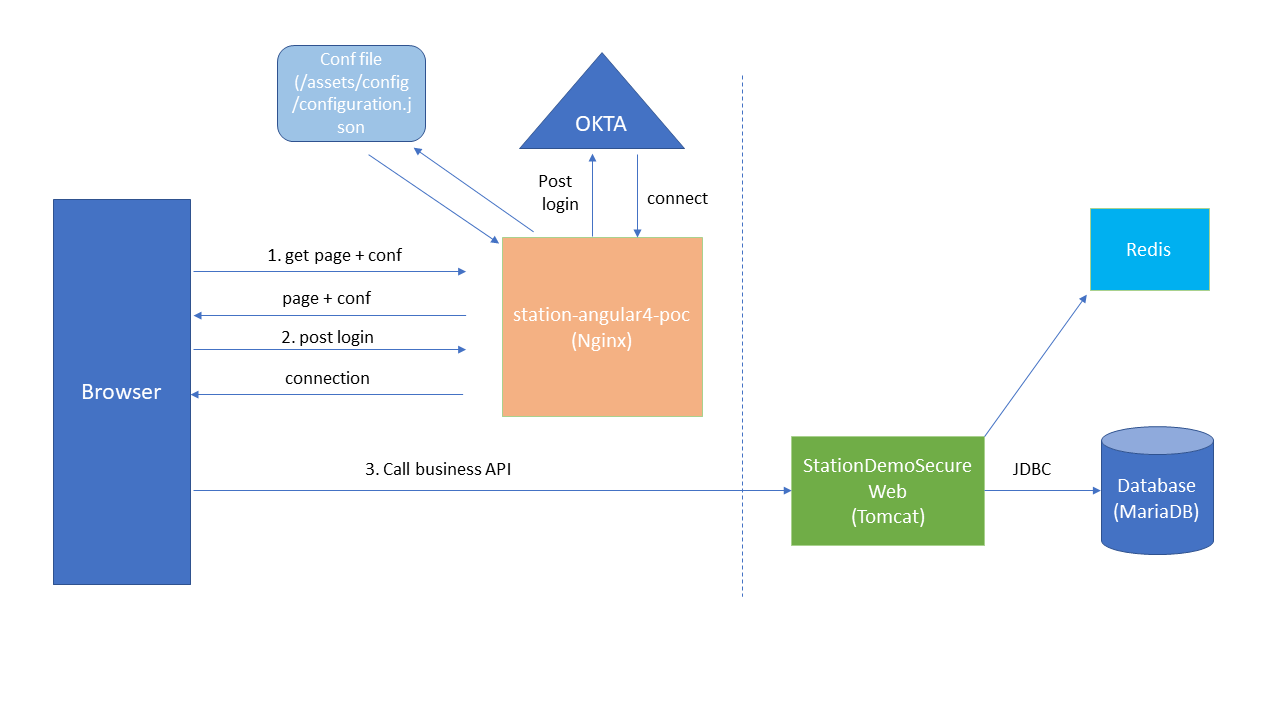 Conf file
(/assets/config
/configuration.j
son
OKTA
Post
login
connect
1. get page + conf
page + conf
2. post login
connection
station-angular4-poc
(Nginx)
Browser
Redis
3. Call business API
StationDemoSecure
Web
(Tomcat)
JDBC
Database
(MariaDB)